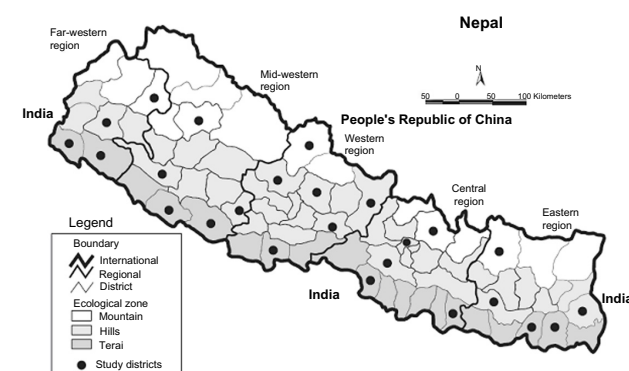 Nepal
Far-western
region
N
Mid-western
region
50 0 50 100 Kilometers
India
People's Republic of China
Western
region
Central
region
Eastern
region
Legend
Boundary
International
Regional
District
India
India
Ecological zone
Mountain
Hills
Terai
Study districts